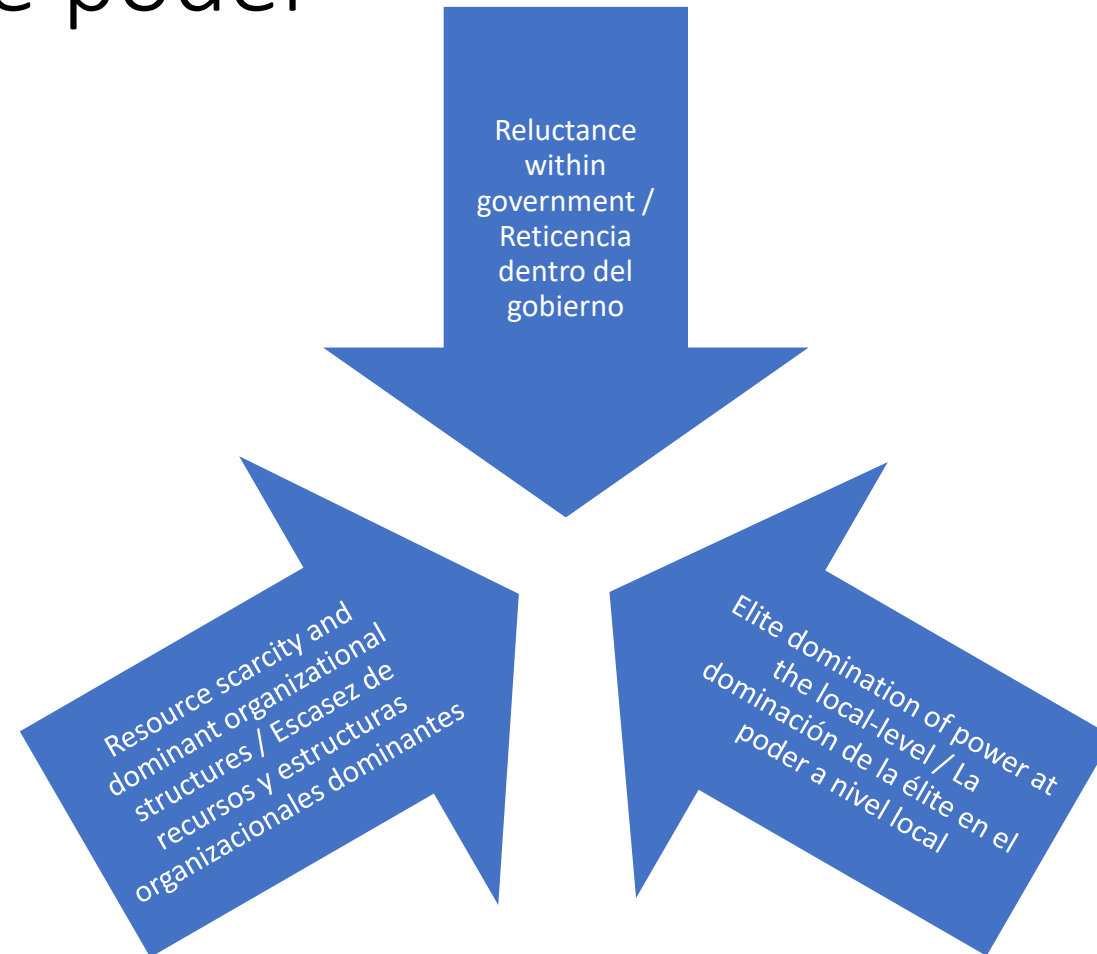 e poder
Reluctance
within
government /
Reticencia
dentro del
gobierno
Resource scarcity and
dominant organizational
structures / Escasez de
recursos y estructuras
organizacionales dominantes
Elite domination of power at
the local-level / La
dominación de la élite en el
poder a nivel local